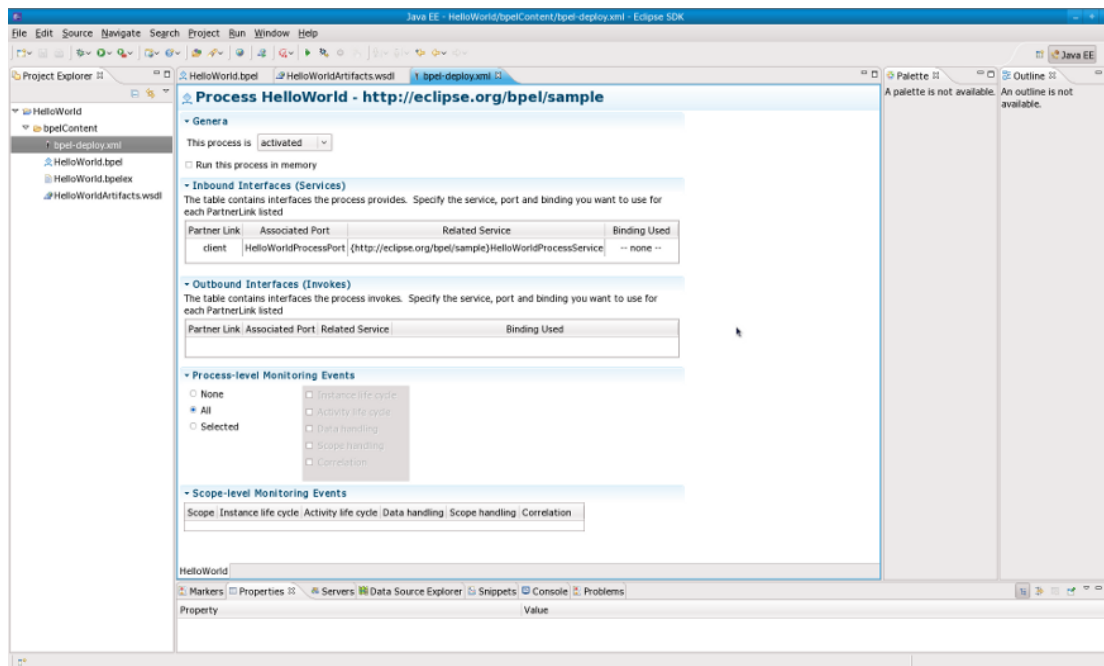 Java EE - HelloWorld/bpelContent/bpel-deploy.xml - Eclipse SDK
File Edit Source Navigate Search Project Run Window Help
Java EE
Project Explorer
HelloWorld.bpel HelloWorldArtifacts.wsdl bpel-deploy.xml
Palette
Outline
A palette is not available.
An outline is not available.
HelloWorld
bpelContent
bpel-deploy.xml
HelloWorld.bpel
HelloWorld.bpelex
HelloWorldArtifacts.wsdl
Process HelloWorld - http://eclipse.org/bpel/sample
Genera
This process is activated
Run this process in memory
Inbound Interfaces (Services)
The table contains interfaces the process provides. Specify the service, port and binding you want to use for
each PartnerLink listed
Partner Link Associated Port Related Service Binding Used
client HelloWorldProcessPort {http://eclipse.org/bpel/sample}HelloWorldProcessService -- none --
Outbound Interfaces (Invokes)
The table contains interfaces the process invokes. Specify the service, port and binding you want to use for
each PartnerLink listed
Partner Link Associated Port Related Service Binding Used
Process-level Monitoring Events
None
All
Selected
Instance life cycle
Activity life cycle
Data handling
Scope handling
Correlation
Scope-level Monitoring Events
Scope Instance life cycle Activity life cycle Data handling Scope handling Correlation
HelloWorld
Markers Properties Servers Data Source Explorer Snippets Console Problems
Property Value